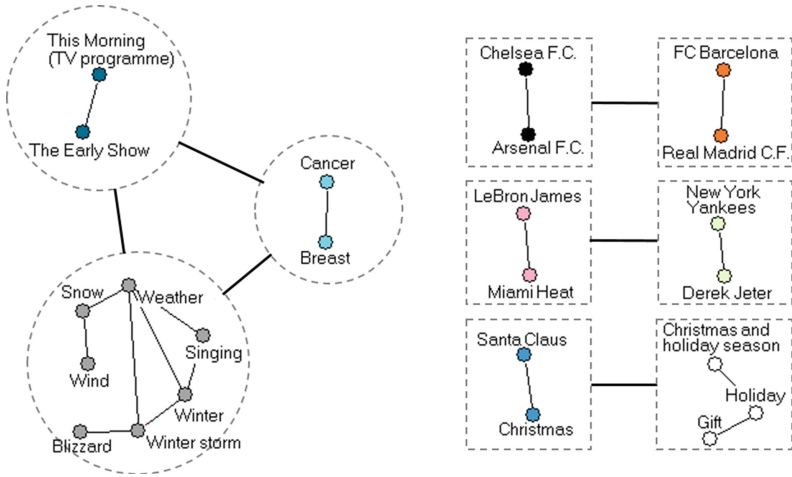 This Morning
(TV programme)
The Early Show
Cancer
Breast
Snow
Weather
Singing
Wind
Winter
Blizzard
Winter storm
Chelsea F.C.
Arsenal F.C.
FC Barcelona
Real Madrid C.F.
LeBron James
Miami Heat
New York
Yankees
Derek Jeter
Santa Claus
Christmas
Christmas and
holiday season
Holiday
Gift